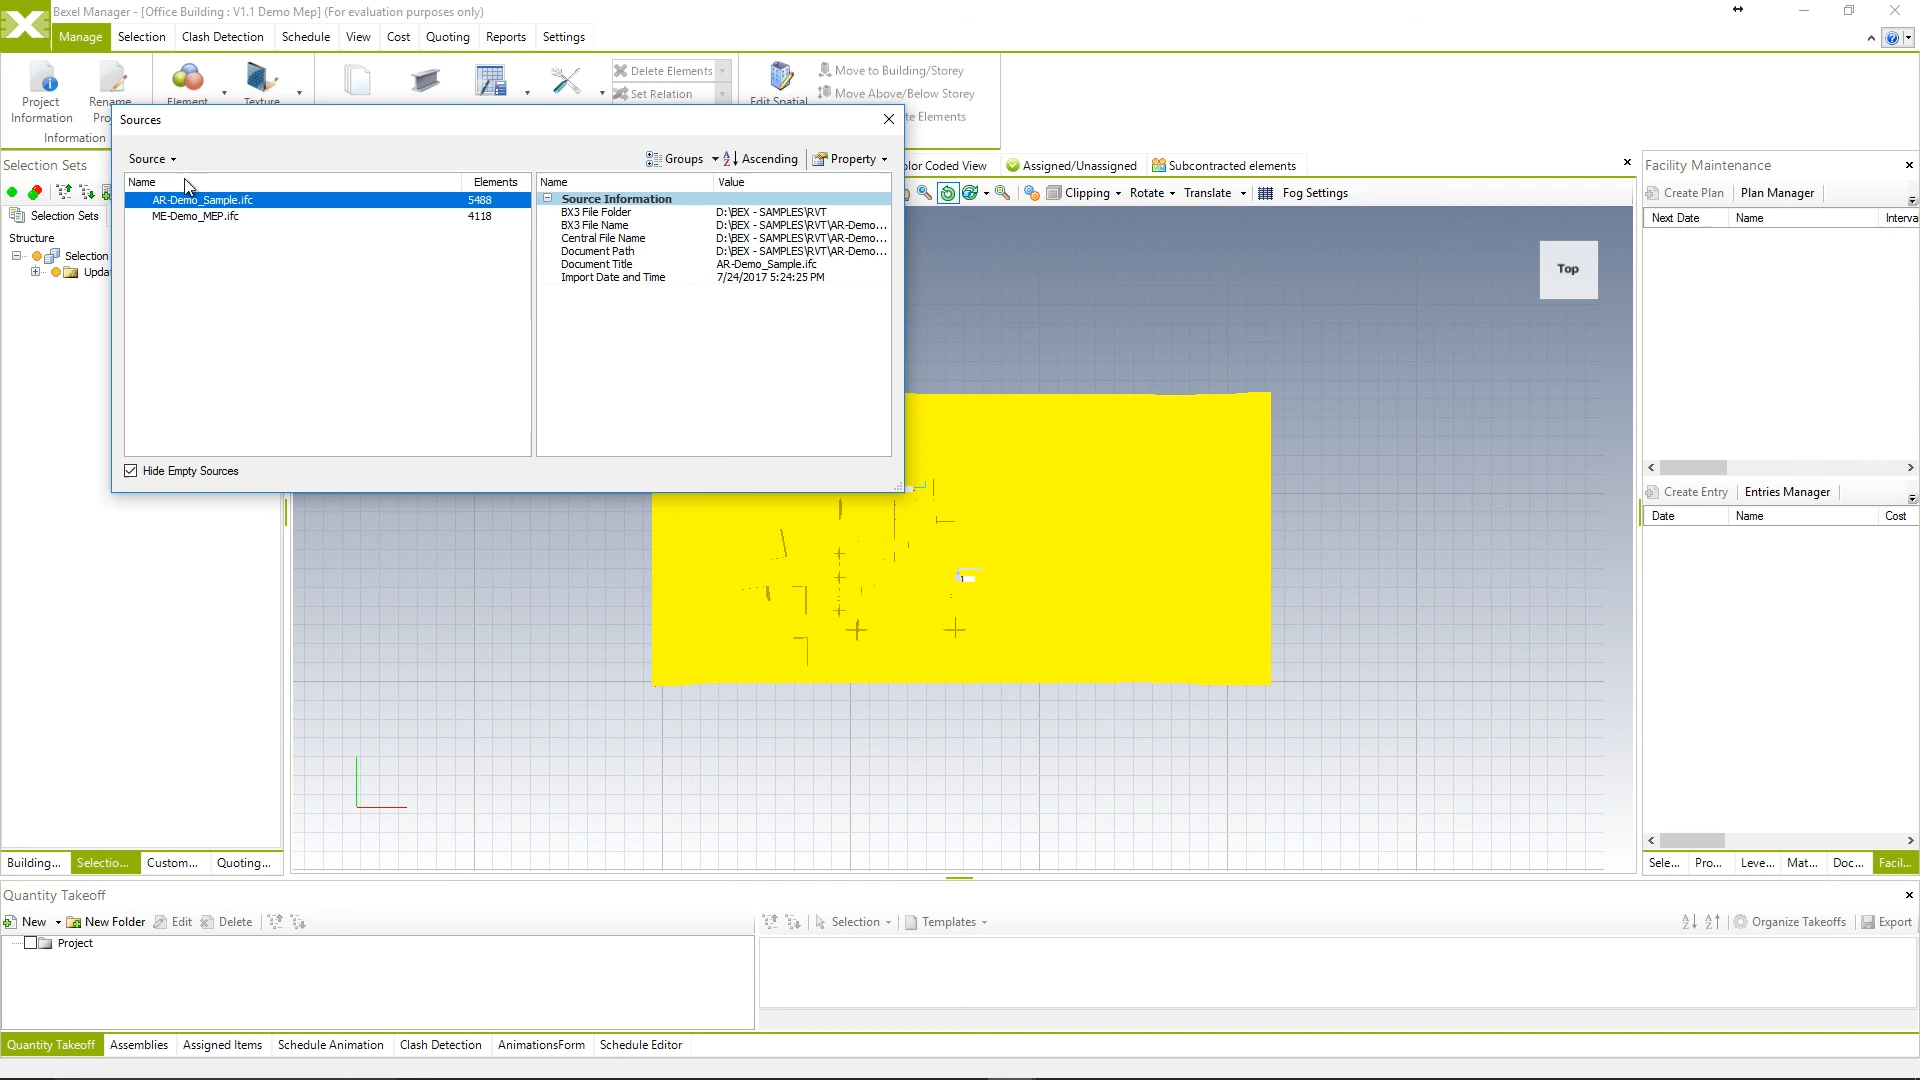 Bexel Manager - [Office Building : V1.1 Demo Mep] (For evaluation purposes only)
Manage Selection Clash Detection Schedule View Cost Quoting Reports Settings
Project Information
Rename
Element
Texture
Delete Elements
Set Relation
Edit Spatial
Move to Building/Storey
Move Above/Below Storey
te Elements
Information
Sources
Source
Groups Ascending Property
Name Elements
AR-Demo_Sample.ifc 5488
ME-Demo_MEP.ifc 4118
Name Value
Source Information
BX3 File Folder D:\BEX - SAMPLES\RVT
BX3 File Name D:\BEX - SAMPLES\RVT\AR-Demo...
Central File Name D:\BEX - SAMPLES\RVT\AR-Demo...
Document Path D:\BEX - SAMPLES\RVT\AR-Demo...
Document Title AR-Demo_Sample.ifc
Import Date and Time 7/24/2017 5:24:25 PM
Hide Empty Sources
Selection Sets
Selection Sets
Structure
Selection
Upda
olor Coded View Assigned/Unassigned Subcontracted elements
Clipping Rotate Translate Fog Settings
Top
Facility Maintenance
Create Plan Plan Manager
Next Date Name Interva
Create Entry Entries Manager
Date Name Cost
Building... Selectio... Custom... Quoting...
Sele... Pro... Leve... Mat... Doc... Facil...
Quantity Takeoff
New New Folder Edit Delete
Selection Templates
Organize Takeoffs Export
Project
Quantity Takeoff Assemblies Assigned Items Schedule Animation Clash Detection AnimationsForm Schedule Editor